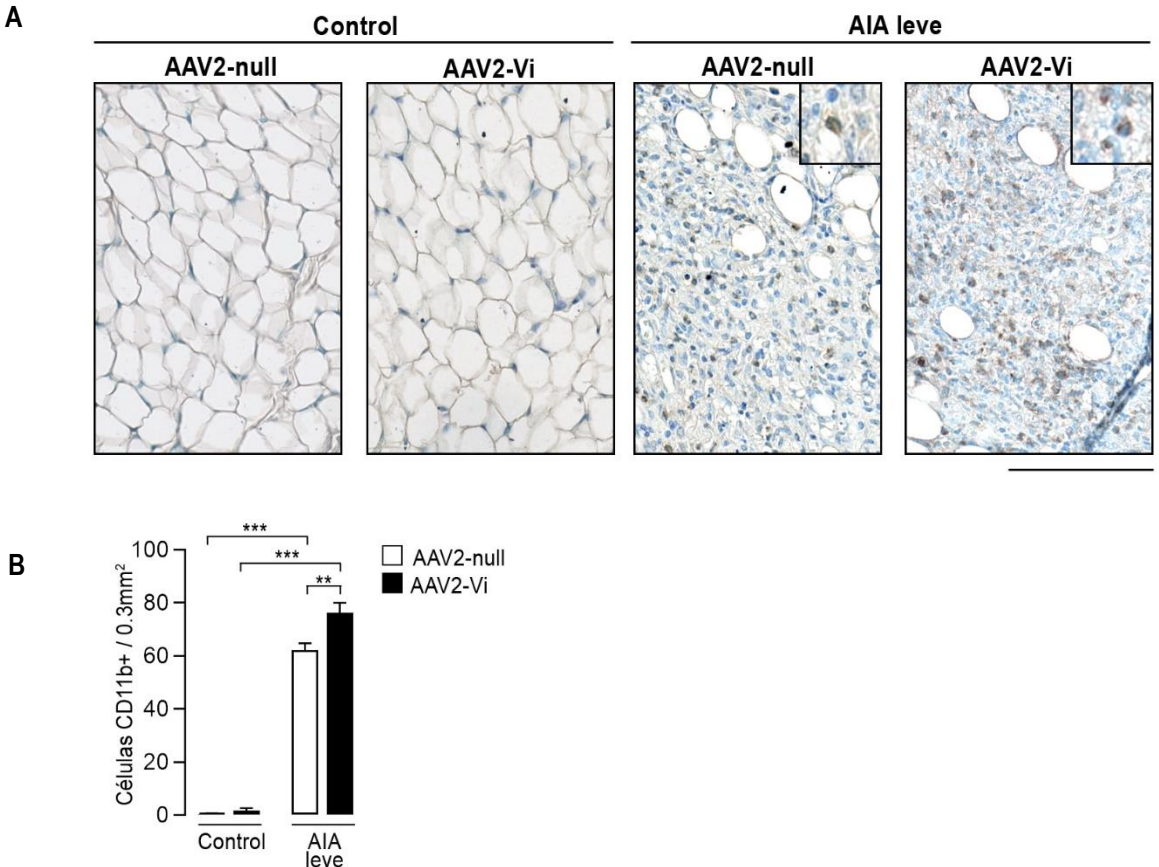 A
Control
AIA leve
AAV2-null
AAV2-Vi
AAV2-null
AAV2-Vi
B
Células CD11b+ / 0.3mm²
100
80
60
40
20
0
***
***
**
AAV2-null
AAV2-Vi
Control
AIA
leve